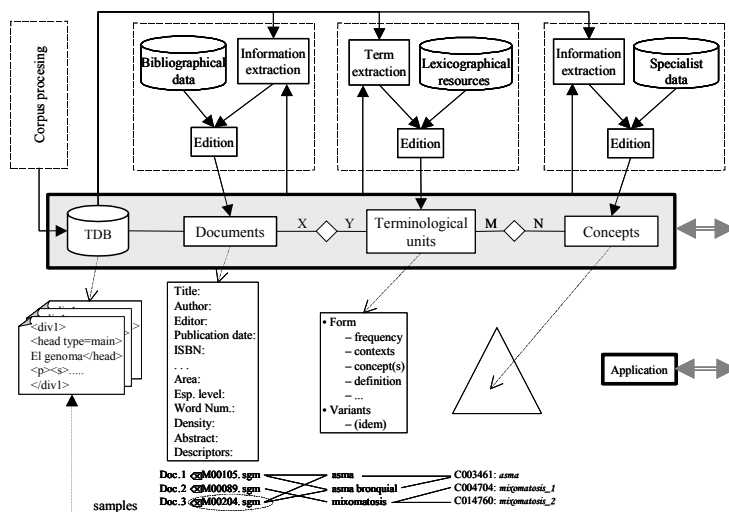 Corpus procesing
Bibliographical
data
Information
extraction
Edition
Term
extraction
Lexicographical
resources
Edition
Information
extraction
Specialist
data
Edition
TDB
Documents
X
Y
Terminological
units
M
N
Concepts
<div1>
<head type=main>
El genoma</head>
<p><s>.....
</div1>
Title:
Author:
Editor:
Publication date:
ISBN:
. . .
Area:
Esp. level:
Word Num.:
Density:
Abstract:
Descriptors:
• Form
– frequency
– contexts
– concept(s)
– definition
– ...
• Variants
– (idem)
Application
samples
Doc.1 M00105. sgm
Doc.2 M00089. sgm
Doc.3 M00204. sgm
asma
asma bronquial
mixomatosis
C003461: asma
C004704: mixomatosis_1
C014760: mixomatosis_2